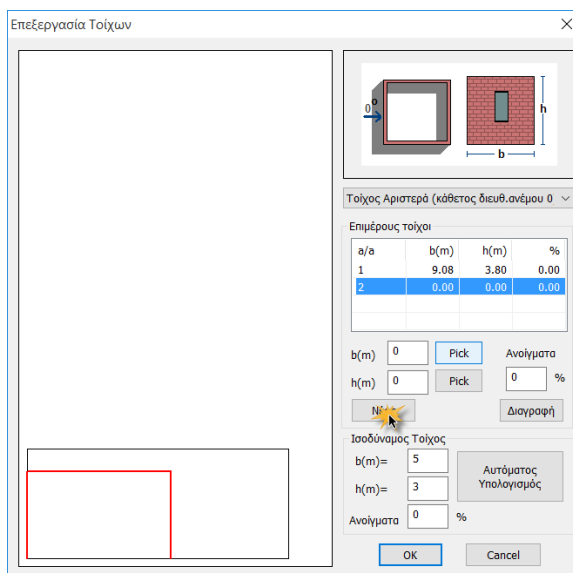 Επεξεργασία Τοίχων
0 o
h
b
Τοίχος Αριστερά (κάθετος διευθ.ανέμου 0
Επιμέρους τοίχοι
α/α b(m) h(m) %
1 9.08 3.80 0.00
2 0.00 0.00 0.00
b(m) 0 Pick Ανοίγματα
h(m) 0 Pick 0 %
Διαγραφή
Ισοδύναμος Τοίχος
b(m)= 5
h(m)= 3
Αυτόματος
Υπολογισμός
Ανοίγματα 0 %
OK Cancel